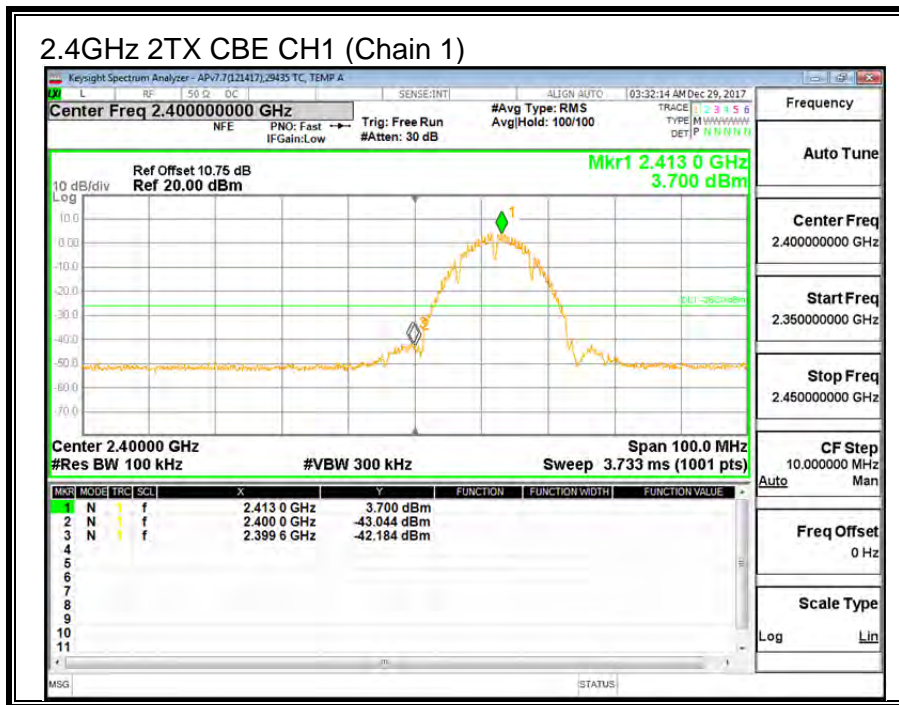 2.4GHz 2TX CBE CH1 (Chain 1)
Keysight Spectrum Analyzer - APv7.7(121417),29435 TC, TEMP A
L RF 50 Ω DC SENSE:INT ALIGN AUTO 03:32:14 AM Dec 29, 2017
Center Freq 2.400000000 GHz
NFE PNO: Fast IFGain:Low
Trig: Free Run #Atten: 30 dB
#Avg Type: RMS Avg|Hold: 100/100
TRACE 1 2 3 4 5 6
TYPE M WWWWW
DET P N N N N N
Mkr1 2.413 0 GHz
3.700 dBm
Ref Offset 10.75 dB
10 dB/div Ref 20.00 dBm
Log
10.0
0.00
-10.0
-20.0
-30.0
-40.0
-50.0
-60.0
-70.0
1
Center 2.40000 GHz Span 100.0 MHz
#Res BW 100 kHz #VBW 300 kHz Sweep 3.733 ms (1001 pts)
MKR MODE TRC SCL X Y FUNCTION FUNCTION WIDTH FUNCTION VALUE
1 N 1 f 2.413 0 GHz 3.700 dBm
2 N 1 f 2.400 0 GHz -43.044 dBm
3 N 1 f 2.399 6 GHz -42.184 dBm
4
5
6
7
8
9
10
11
MSG STATUS
Frequency
Auto Tune
Center Freq
2.400000000 GHz
Start Freq
2.350000000 GHz
Stop Freq
2.450000000 GHz
CF Step
10.000000 MHz
Auto Man
Freq Offset
0 Hz
Scale Type
Log Lin